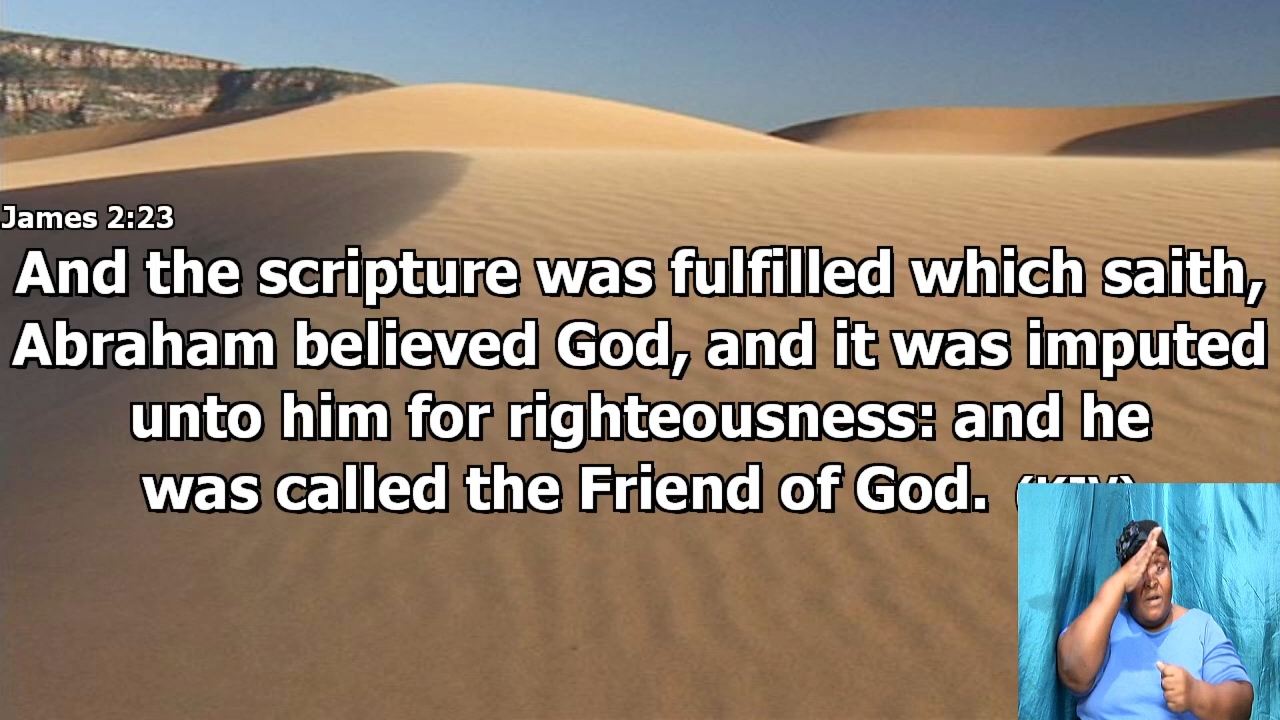 James 2:23
And the scripture was fulfilled which saith,
Abraham believed God, and it was imputed
unto him for righteousness: and he
was called the Friend of God. (KJV)